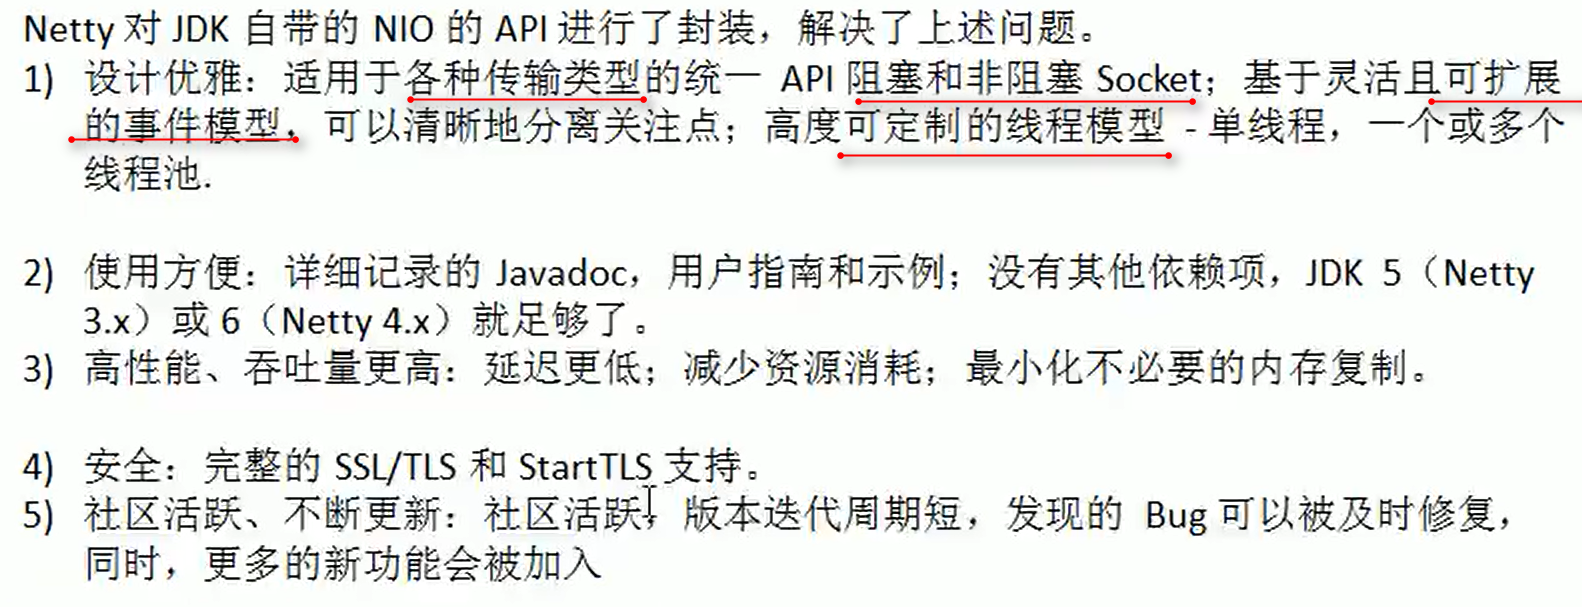 Netty 对 JDK 自带的 NIO 的 API 进行了封装，解决了上述问题。
1) 设计优雅：适用于各种传输类型的统一 API 阻塞和非阻塞 Socket；基于灵活且可扩展
的事件模型，可以清晰地分离关注点；高度可定制的线程模型 - 单线程，一个或多个
线程池.
2) 使用方便：详细记录的 Javadoc，用户指南和示例；没有其他依赖项，JDK 5（Netty
3.x）或 6（Netty 4.x）就足够了。
3) 高性能、吞吐量更高：延迟更低；减少资源消耗；最小化不必要的内存复制。
4) 安全：完整的 SSL/TLS 和 StartTLS 支持。
5) 社区活跃、不断更新：社区活跃，版本迭代周期短，发现的 Bug 可以被及时修复，
同时，更多的新功能会被加入